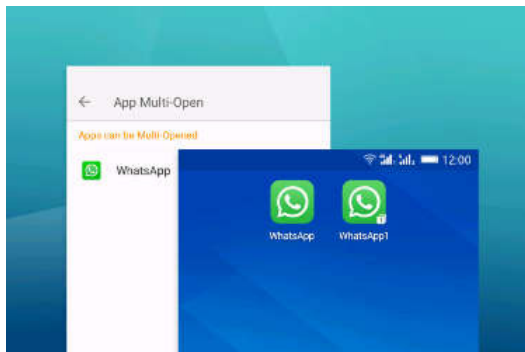 App Multi-Open
Apps can be Multi-Opened
WhatsApp
12:00
WhatsApp WhatsApp1